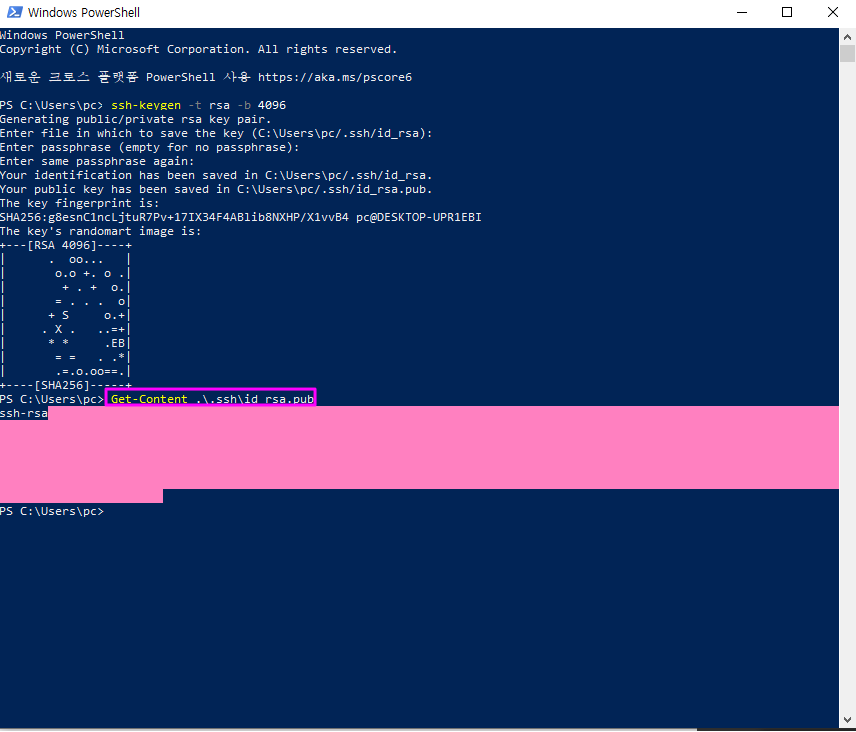 Windows PowerShell
Windows PowerShell
Copyright (C) Microsoft Corporation. All rights reserved.
새로운 크로스 플랫폼 PowerShell 사용 https://aka.ms/pscore6
PS C:\Users\pc> ssh-keygen -t rsa -b 4096
Generating public/private rsa key pair.
Enter file in which to save the key (C:\Users\pc/.ssh/id_rsa):
Enter passphrase (empty for no passphrase):
Enter same passphrase again:
Your identification has been saved in C:\Users\pc/.ssh/id_rsa.
Your public key has been saved in C:\Users\pc/.ssh/id_rsa.pub.
The key fingerprint is:
SHA256:g8esnC1ncLjtuR7Pv+17IX34F4ABlib8NXHP/X1vvB4 pc@DESKTOP-UPR1EBI
The key's randomart image is:
+---[RSA 4096]----+
|      .  oo...   |
|       o.o +. o .|
|        + . +  o.|
|       = . . .  o|
|      + S     o.+|
|     . X .   ..=+|
|      * *     .EB|
|       = =   . .*|
|       .=.o.oo==.|
+----[SHA256]-----+
PS C:\Users\pc> Get-Content .\.ssh\id_rsa.pub
ssh-rsa
PS C:\Users\pc>